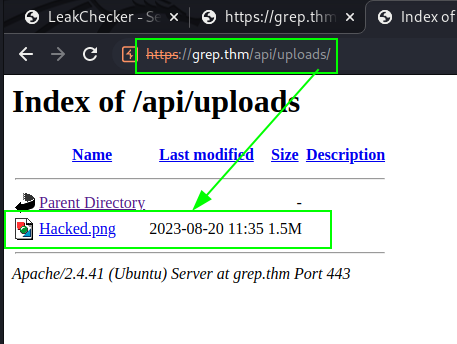 LeakChecker - Se
https://grep.thm
Index of
https://grep.thm/api/uploads/
Index of /api/uploads
Name Last modified Size Description
Parent Directory -
Hacked.png 2023-08-20 11:35 1.5M
Apache/2.4.41 (Ubuntu) Server at grep.thm Port 443